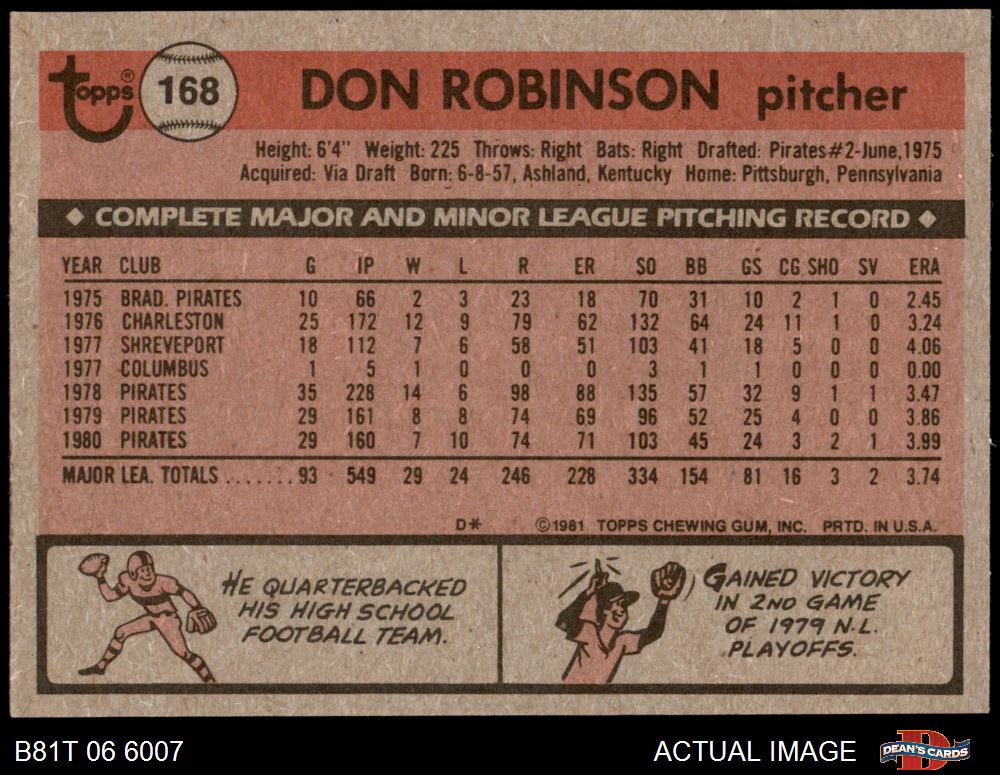 topps®
168
DON ROBINSON pitcher
Height: 6'4" Weight: 225 Throws: Right Bats: Right Drafted: Pirates#2-June,1975
Acquired: Via Draft Born: 6-8-57, Ashland, Kentucky Home: Pittsburgh, Pennsylvania
COMPLETE MAJOR AND MINOR LEAGUE PITCHING RECORD
YEAR CLUB G IP W L R ER SO BB GS CG SHO SV ERA
1975 BRAD. PIRATES 10 66 2 3 23 18 70 31 10 2 1 0 2.45
1976 CHARLESTON 25 172 12 9 79 62 132 64 24 11 1 0 3.24
1977 SHREVEPORT 18 112 7 6 58 51 103 41 18 5 0 0 4.06
1977 COLUMBUS 1 5 1 0 0 0 3 1 1 0 0 0 0.00
1978 PIRATES 35 228 14 6 98 88 135 57 32 9 1 1 3.47
1979 PIRATES 29 161 8 8 74 69 96 52 25 4 0 0 3.86
1980 PIRATES 29 160 7 10 74 71 103 45 24 3 2 1 3.99
MAJOR LEA. TOTALS ....... 93 549 29 24 246 228 334 154 81 16 3 2 3.74
D* ©1981 TOPPS CHEWING GUM, INC. PRTD. IN U.S.A.
HE QUARTERBACKED
HIS HIGH SCHOOL
FOOTBALL TEAM.
GAINED VICTORY
IN 2ND GAME
OF 1979 N.L.
PLAYOFFS.
B81T 06 6007
ACTUAL IMAGE
DEAN'S CARDS